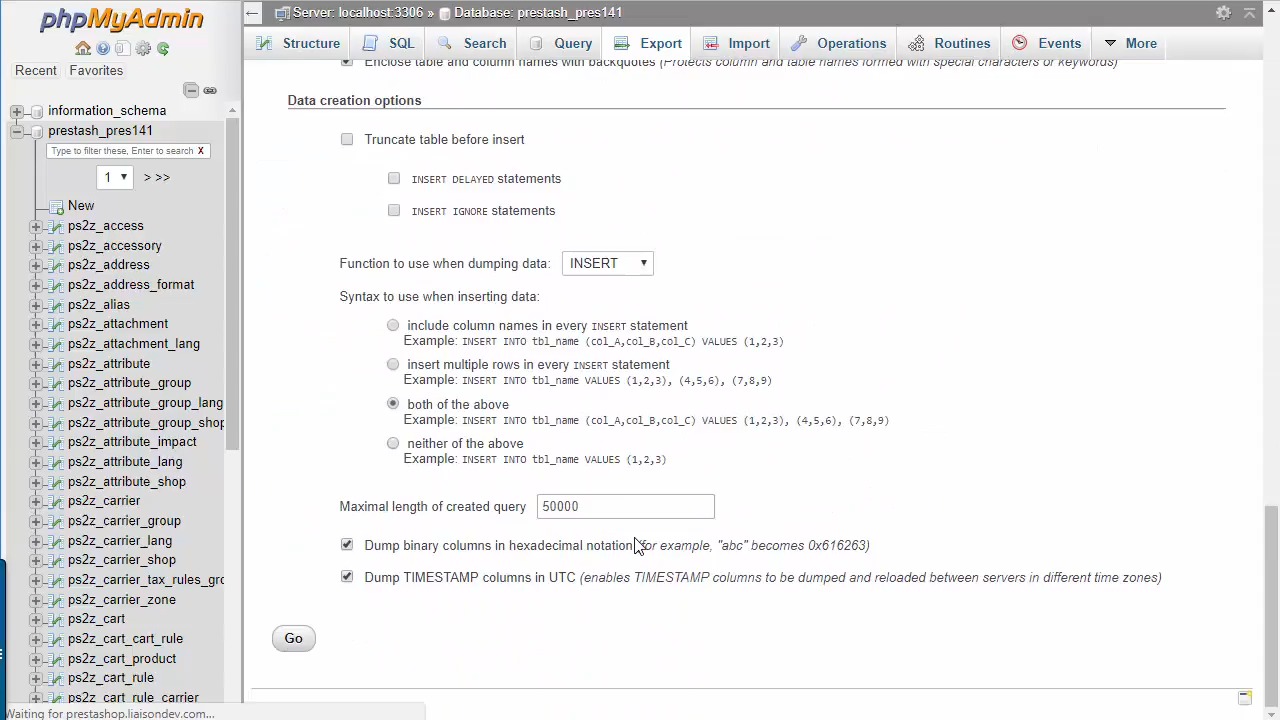 phpMyAdmin
Recent Favorites
information_schema
prestash_pres141
Type to filter these, Enter to search X
1 > >>
New
ps2z_access
ps2z_accessory
ps2z_address
ps2z_address_format
ps2z_alias
ps2z_attachment
ps2z_attachment_lang
ps2z_attribute
ps2z_attribute_group
ps2z_attribute_group_lang
ps2z_attribute_group_shop
ps2z_attribute_impact
ps2z_attribute_lang
ps2z_attribute_shop
ps2z_carrier
ps2z_carrier_group
ps2z_carrier_lang
ps2z_carrier_shop
ps2z_carrier_tax_rules_gro
ps2z_carrier_zone
ps2z_cart
ps2z_cart_cart_rule
ps2z_cart_product
ps2z_cart_rule
ps2z_cart_rule_carrier
Waiting for prestashop.liaisondev.com...
Server: localhost:3306 » Database: prestash_pres141
Structure SQL Search Query Export Import Operations Routines Events More
Enclose table and column names with backquotes (Protects column and table names formed with special characters or keywords)
Data creation options
Truncate table before insert
INSERT DELAYED statements
INSERT IGNORE statements
Function to use when dumping data: INSERT
Syntax to use when inserting data:
include column names in every INSERT statement
Example: INSERT INTO tbl_name (col_A,col_B,col_C) VALUES (1,2,3)
insert multiple rows in every INSERT statement
Example: INSERT INTO tbl_name VALUES (1,2,3), (4,5,6), (7,8,9)
both of the above
Example: INSERT INTO tbl_name (col_A,col_B,col_C) VALUES (1,2,3), (4,5,6), (7,8,9)
neither of the above
Example: INSERT INTO tbl_name VALUES (1,2,3)
Maximal length of created query 50000
Dump binary columns in hexadecimal notation (for example, "abc" becomes 0x616263)
Dump TIMESTAMP columns in UTC (enables TIMESTAMP columns to be dumped and reloaded between servers in different time zones)
Go